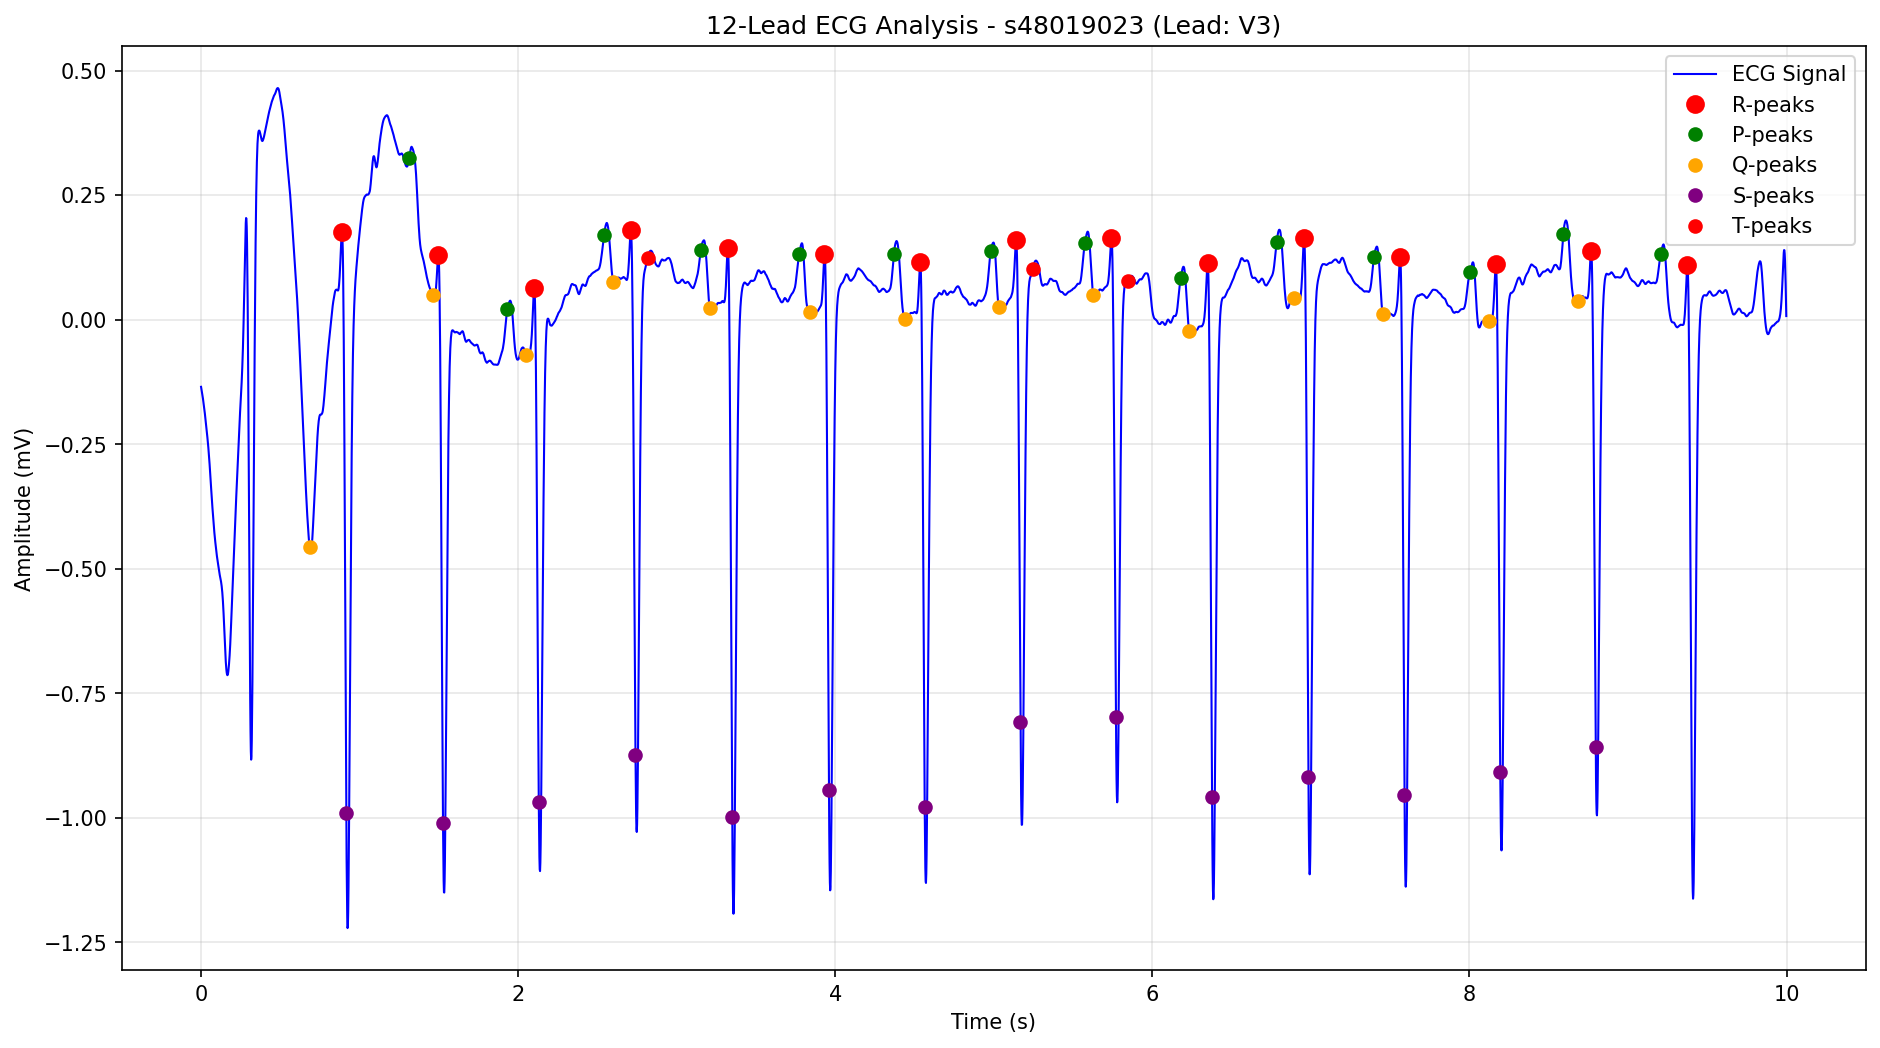 12-Lead ECG Analysis - s48019023 (Lead: V3)
ECG Signal
R-peaks
P-peaks
Q-peaks
S-peaks
T-peaks
Amplitude (mV)
0.50
0.25
0.00
−0.25
−0.50
−0.75
−1.00
−1.25
0 2 4 6 8 10
Time (s)